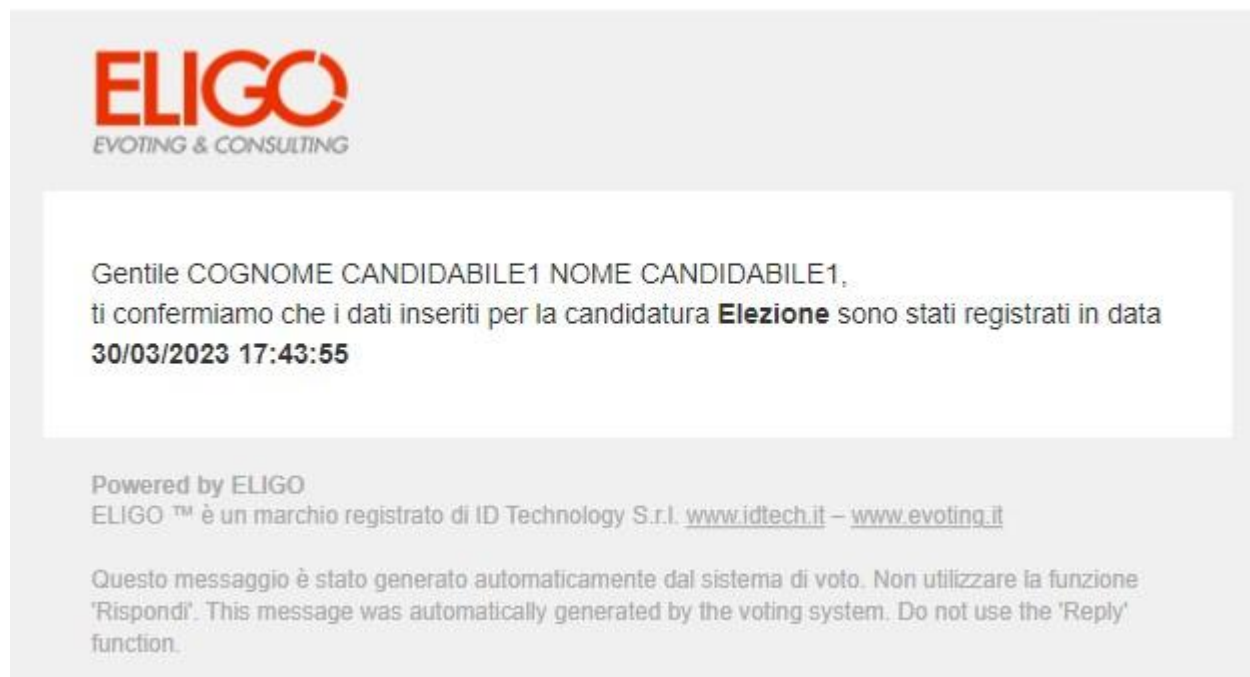 ELIGO
EVOTING & CONSULTING
Gentile COGNOME CANDIDABILE1 NOME CANDIDABILE1,
ti confermiamo che i dati inseriti per la candidatura Elezione sono stati registrati in data
30/03/2023 17:43:55
Powered by ELIGO
ELIGO ™ è un marchio registrato di ID Technology S.r.l. www.idtech.it – www.evoting.it
Questo messaggio è stato generato automaticamente dal sistema di voto. Non utilizzare la funzione
'Rispondi'. This message was automatically generated by the voting system. Do not use the 'Reply'
function.